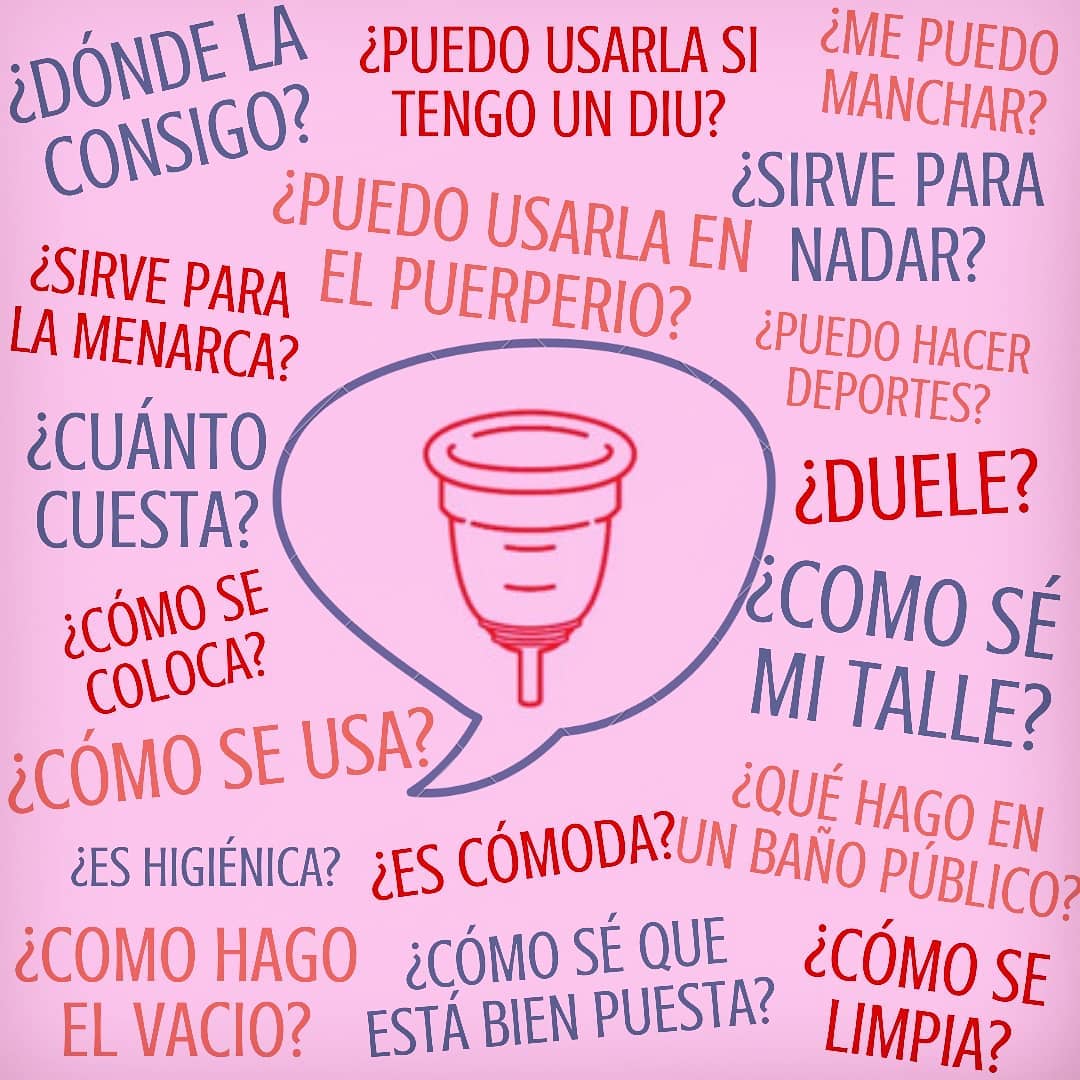 ¿DÓNDE LA
CONSIGO?
¿PUEDO USARLA SI
TENGO UN DIU?
¿ME PUEDO
MANCHAR?
¿PUEDO USARLA EN
EL PUERPERIO?
¿SIRVE PARA
NADAR?
¿SIRVE PARA
LA MENARCA?
¿PUEDO HACER
DEPORTES?
¿CUÁNTO
CUESTA?
¿DUELE?
¿CÓMO SE
COLOCA?
¿COMO SÉ
MI TALLE?
¿CÓMO SE USA?
¿QUÉ HAGO EN
UN BAÑO PÚBLICO?
¿ES HIGIÉNICA?
¿ES CÓMODA?
¿COMO HAGO
EL VACIO?
¿CÓMO SÉ QUE
ESTÁ BIEN PUESTA?
¿CÓMO SE
LIMPIA?